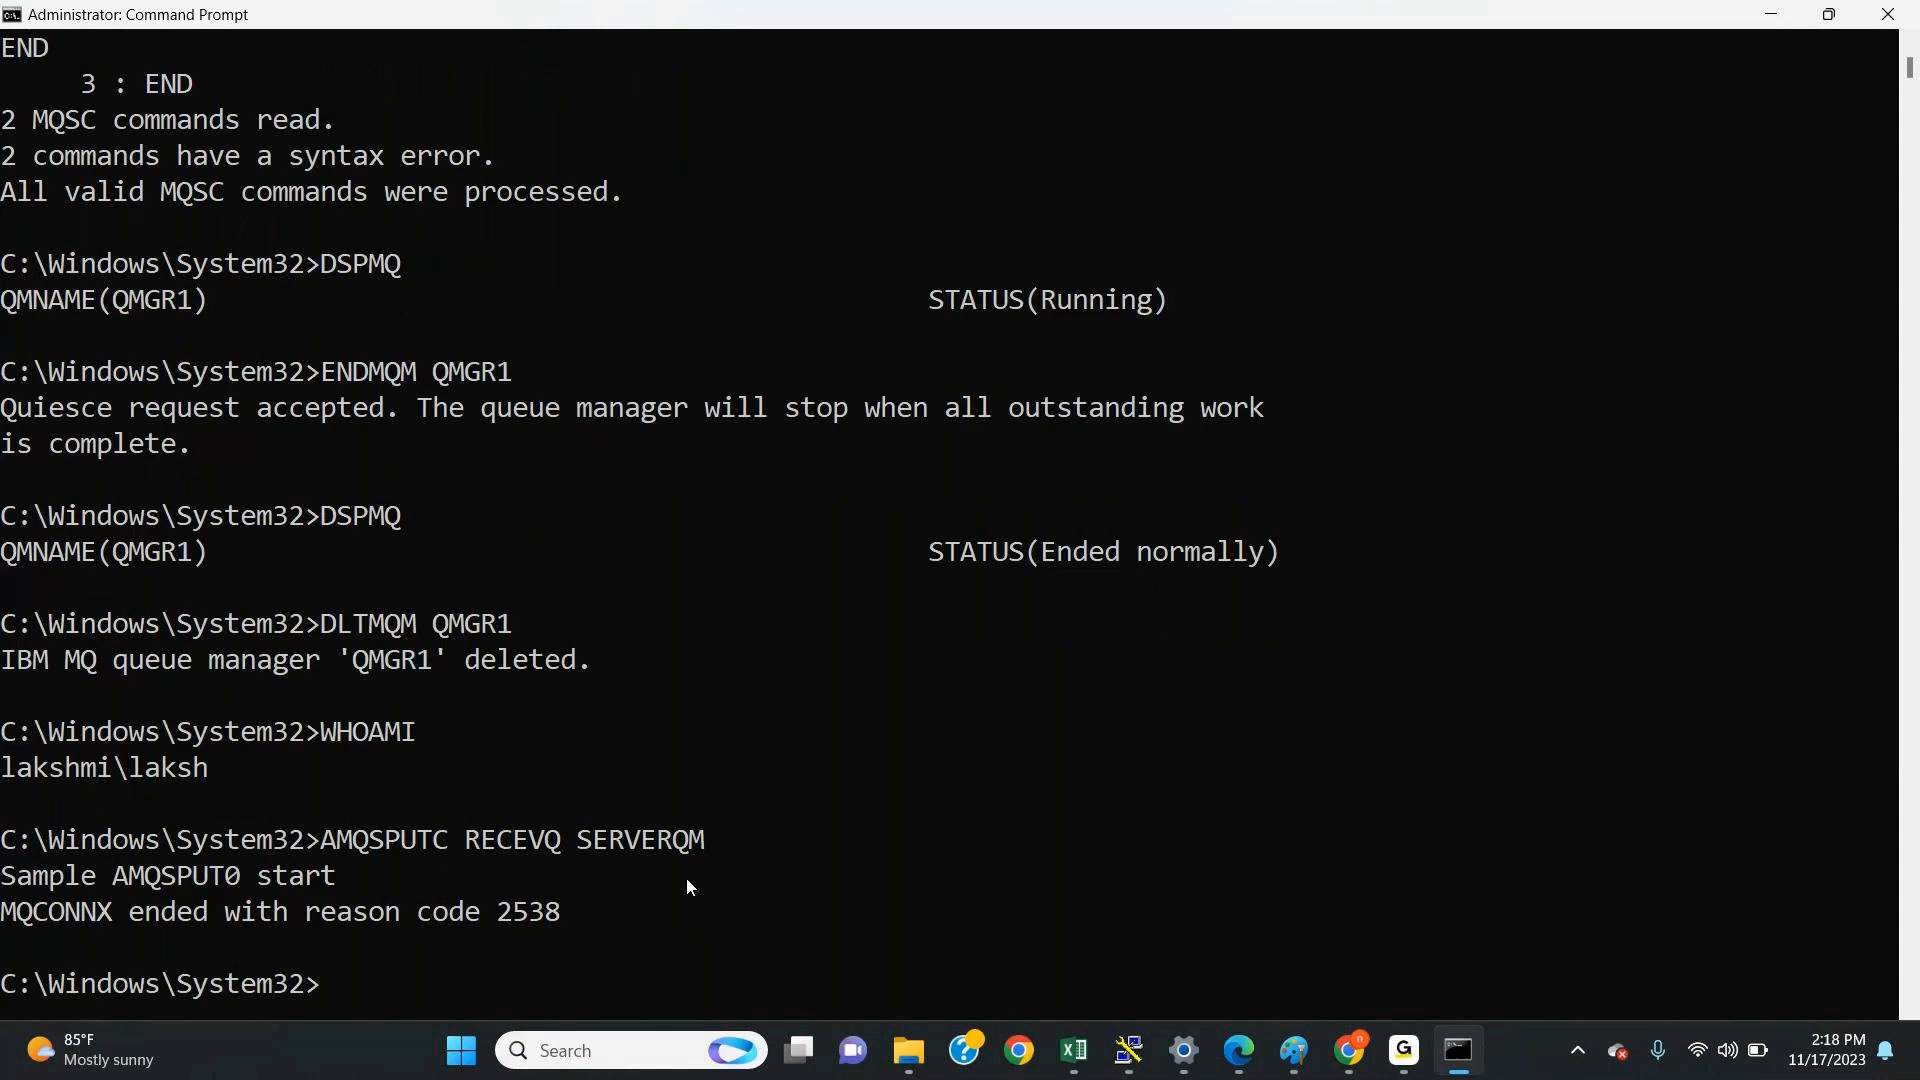 Administrator: Command Prompt
END
3 : END
2 MQSC commands read.
2 commands have a syntax error.
All valid MQSC commands were processed.
C:\Windows\System32>DSPMQ
QMNAME(QMGR1) STATUS(Running)
C:\Windows\System32>ENDMQM QMGR1
Quiesce request accepted. The queue manager will stop when all outstanding work
is complete.
C:\Windows\System32>DSPMQ
QMNAME(QMGR1) STATUS(Ended normally)
C:\Windows\System32>DLTMQM QMGR1
IBM MQ queue manager 'QMGR1' deleted.
C:\Windows\System32>WHOAMI
lakshmi\laksh
C:\Windows\System32>AMQSPUTC RECEVQ SERVERQM
Sample AMQSPUT0 start
MQCONNX ended with reason code 2538
C:\Windows\System32>
85°F
Mostly sunny
Search
2:18 PM
11/17/2023